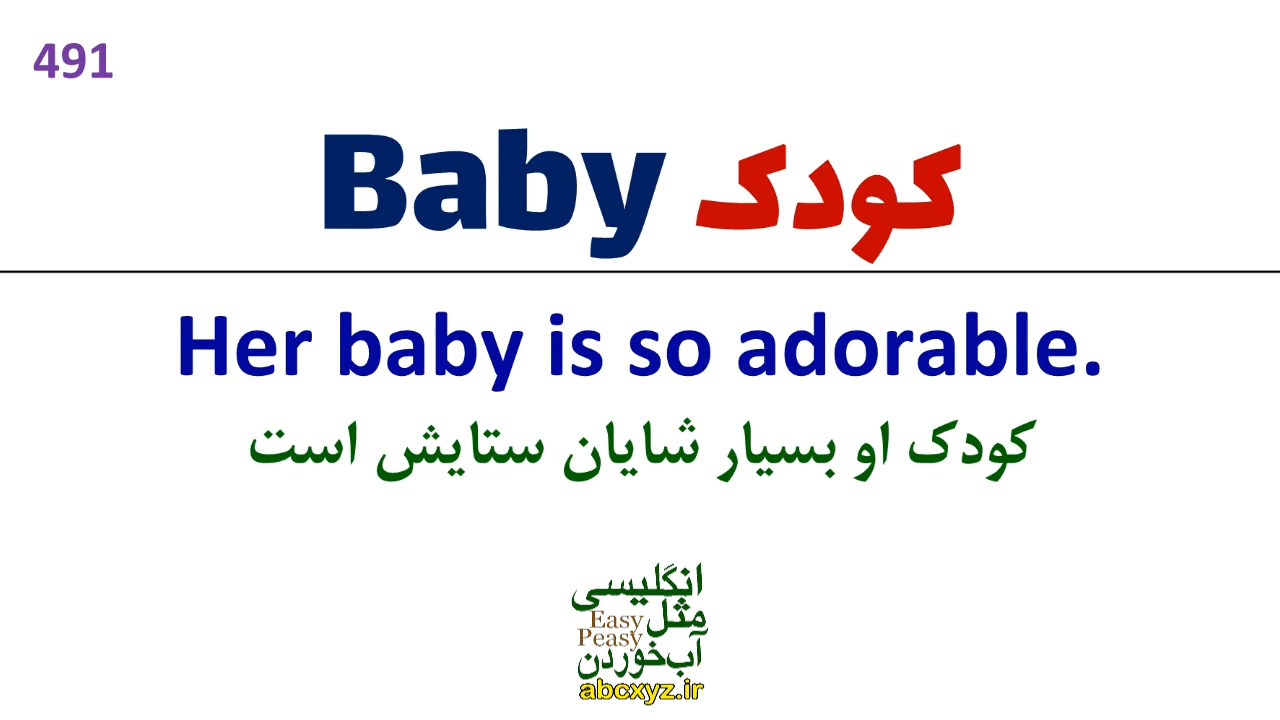 491
Baby کودک
Her baby is so adorable.
کودک او بسیار شایان ستایش است
انگلیسی
مثل
Easy
Peasy
آب‌خوردن
abcxyz.ir